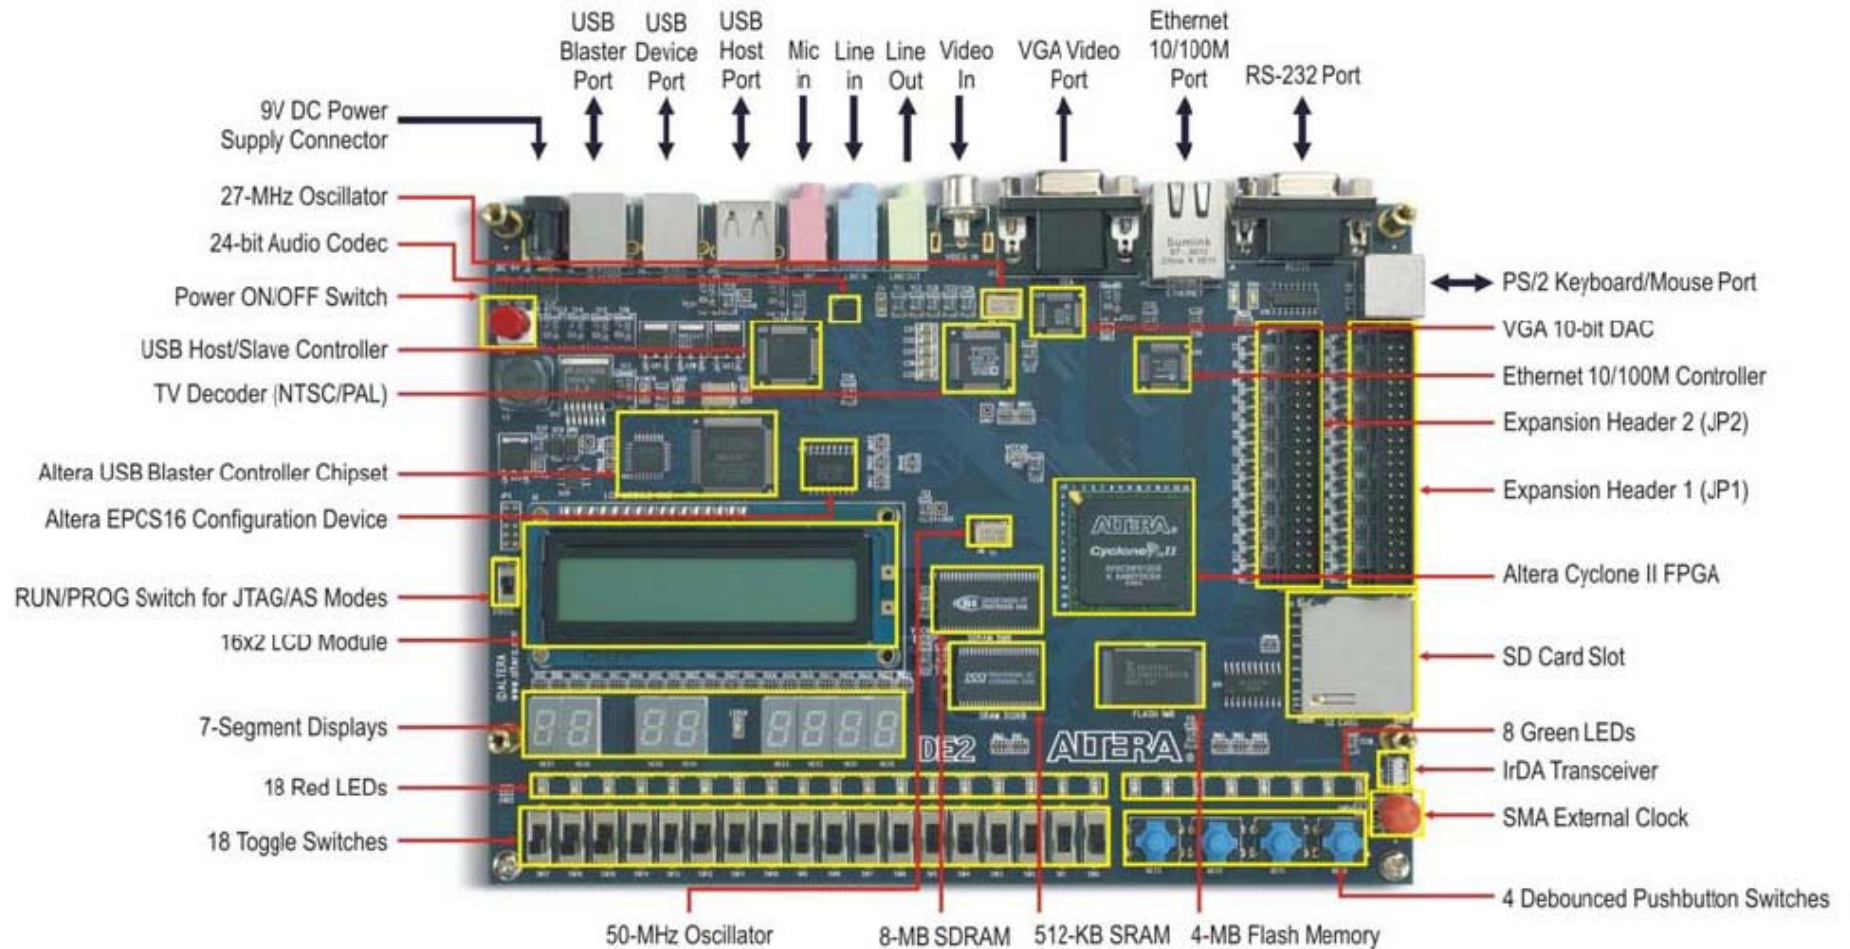 USB
Blaster
Port
USB
Device
Port
USB
Host
Port
Mic
in
Line
in
Line
Out
Video
In
VGA Video
Port
Ethernet
10/100M
Port
RS-232 Port
9V DC Power
Supply Connector
27-MHz Oscillator
24-bit Audio Codec
Power ON/OFF Switch
USB Host/Slave Controller
TV Decoder (NTSC/PAL)
Altera USB Blaster Controller Chipset
Altera EPCS16 Configuration Device
RUN/PROG Switch for JTAG/AS Modes
16x2 LCD Module
7-Segment Displays
18 Red LEDs
18 Toggle Switches
PS/2 Keyboard/Mouse Port
VGA 10-bit DAC
Ethernet 10/100M Controller
Expansion Header 2 (JP2)
Expansion Header 1 (JP1)
Altera Cyclone II FPGA
SD Card Slot
8 Green LEDs
IrDA Transceiver
SMA External Clock
4 Debounced Pushbutton Switches
50-MHz Oscillator
8-MB SDRAM
512-KB SRAM
4-MB Flash Memory
Sumlink
VIDEO IN
ALTERA®
Cyclone II
©ALTERA
www.altera.com
DE2
ALTERA